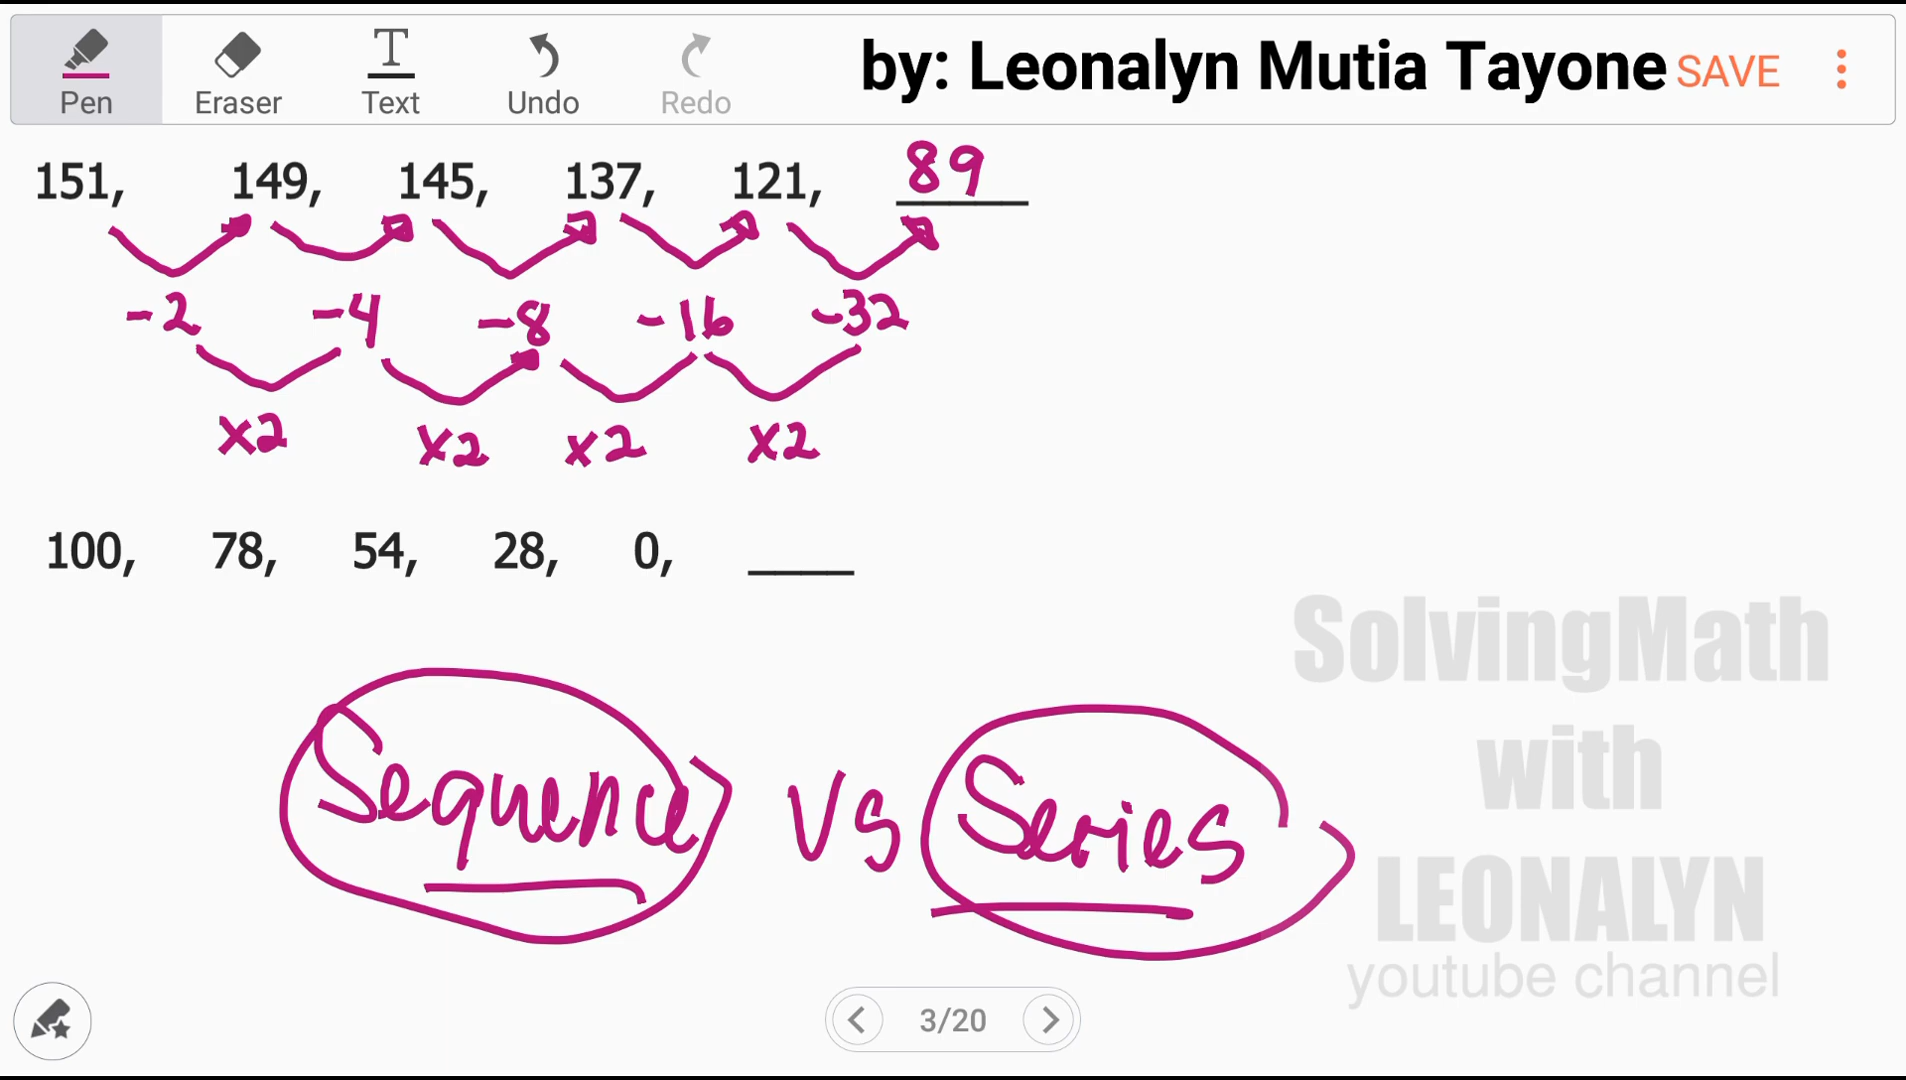 Pen Eraser Text Undo Redo by: Leonalyn Mutia Tayone SAVE
151, 149, 145, 137, 121, 89
-2 -4 -8 -16 -32
x2 x2 x2 x2
100, 78, 54, 28, 0, ____
Sequence Vs Series
SolvingMath
with
LEONALYN
youtube channel
3/20